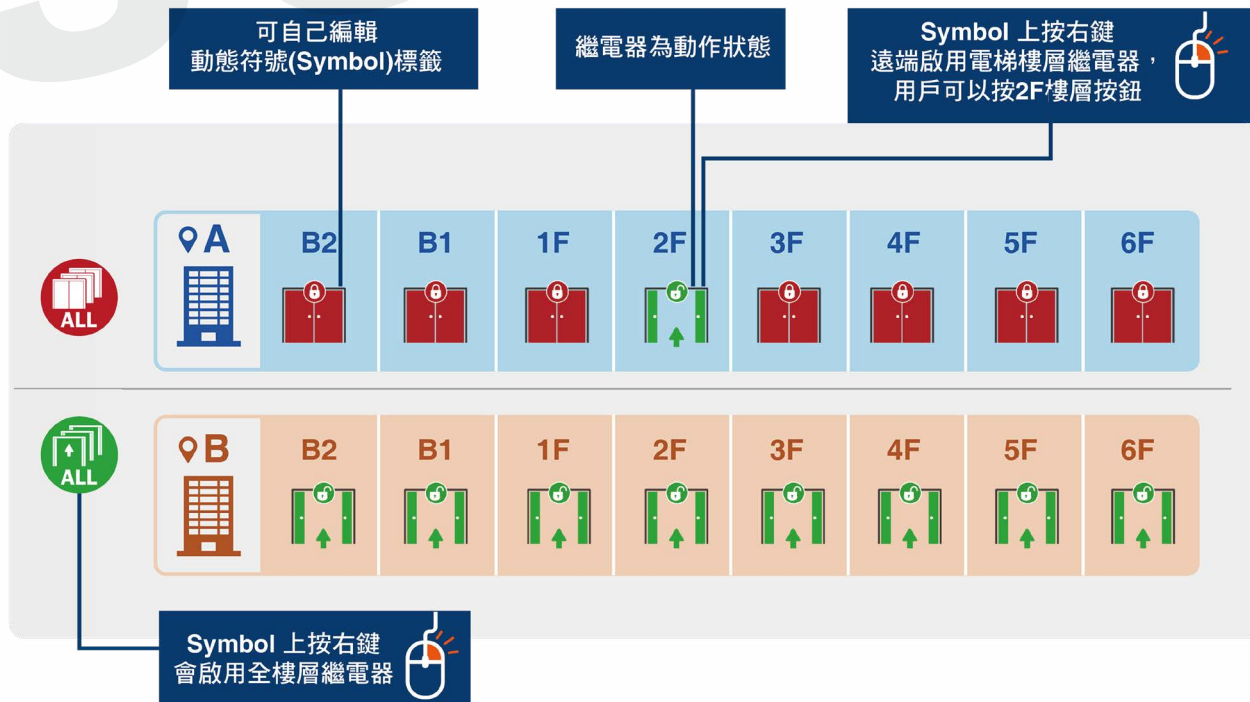 可自己編輯
動態符號(Symbol)標籤
繼電器為動作狀態
Symbol 上按右鍵
遠端啟用電梯樓層繼電器，
用戶可以按2F樓層按鈕
ALL
A
B2
B1
1F
2F
3F
4F
5F
6F
ALL
B
B2
B1
1F
2F
3F
4F
5F
6F
Symbol 上按右鍵
會啟用全樓層繼電器